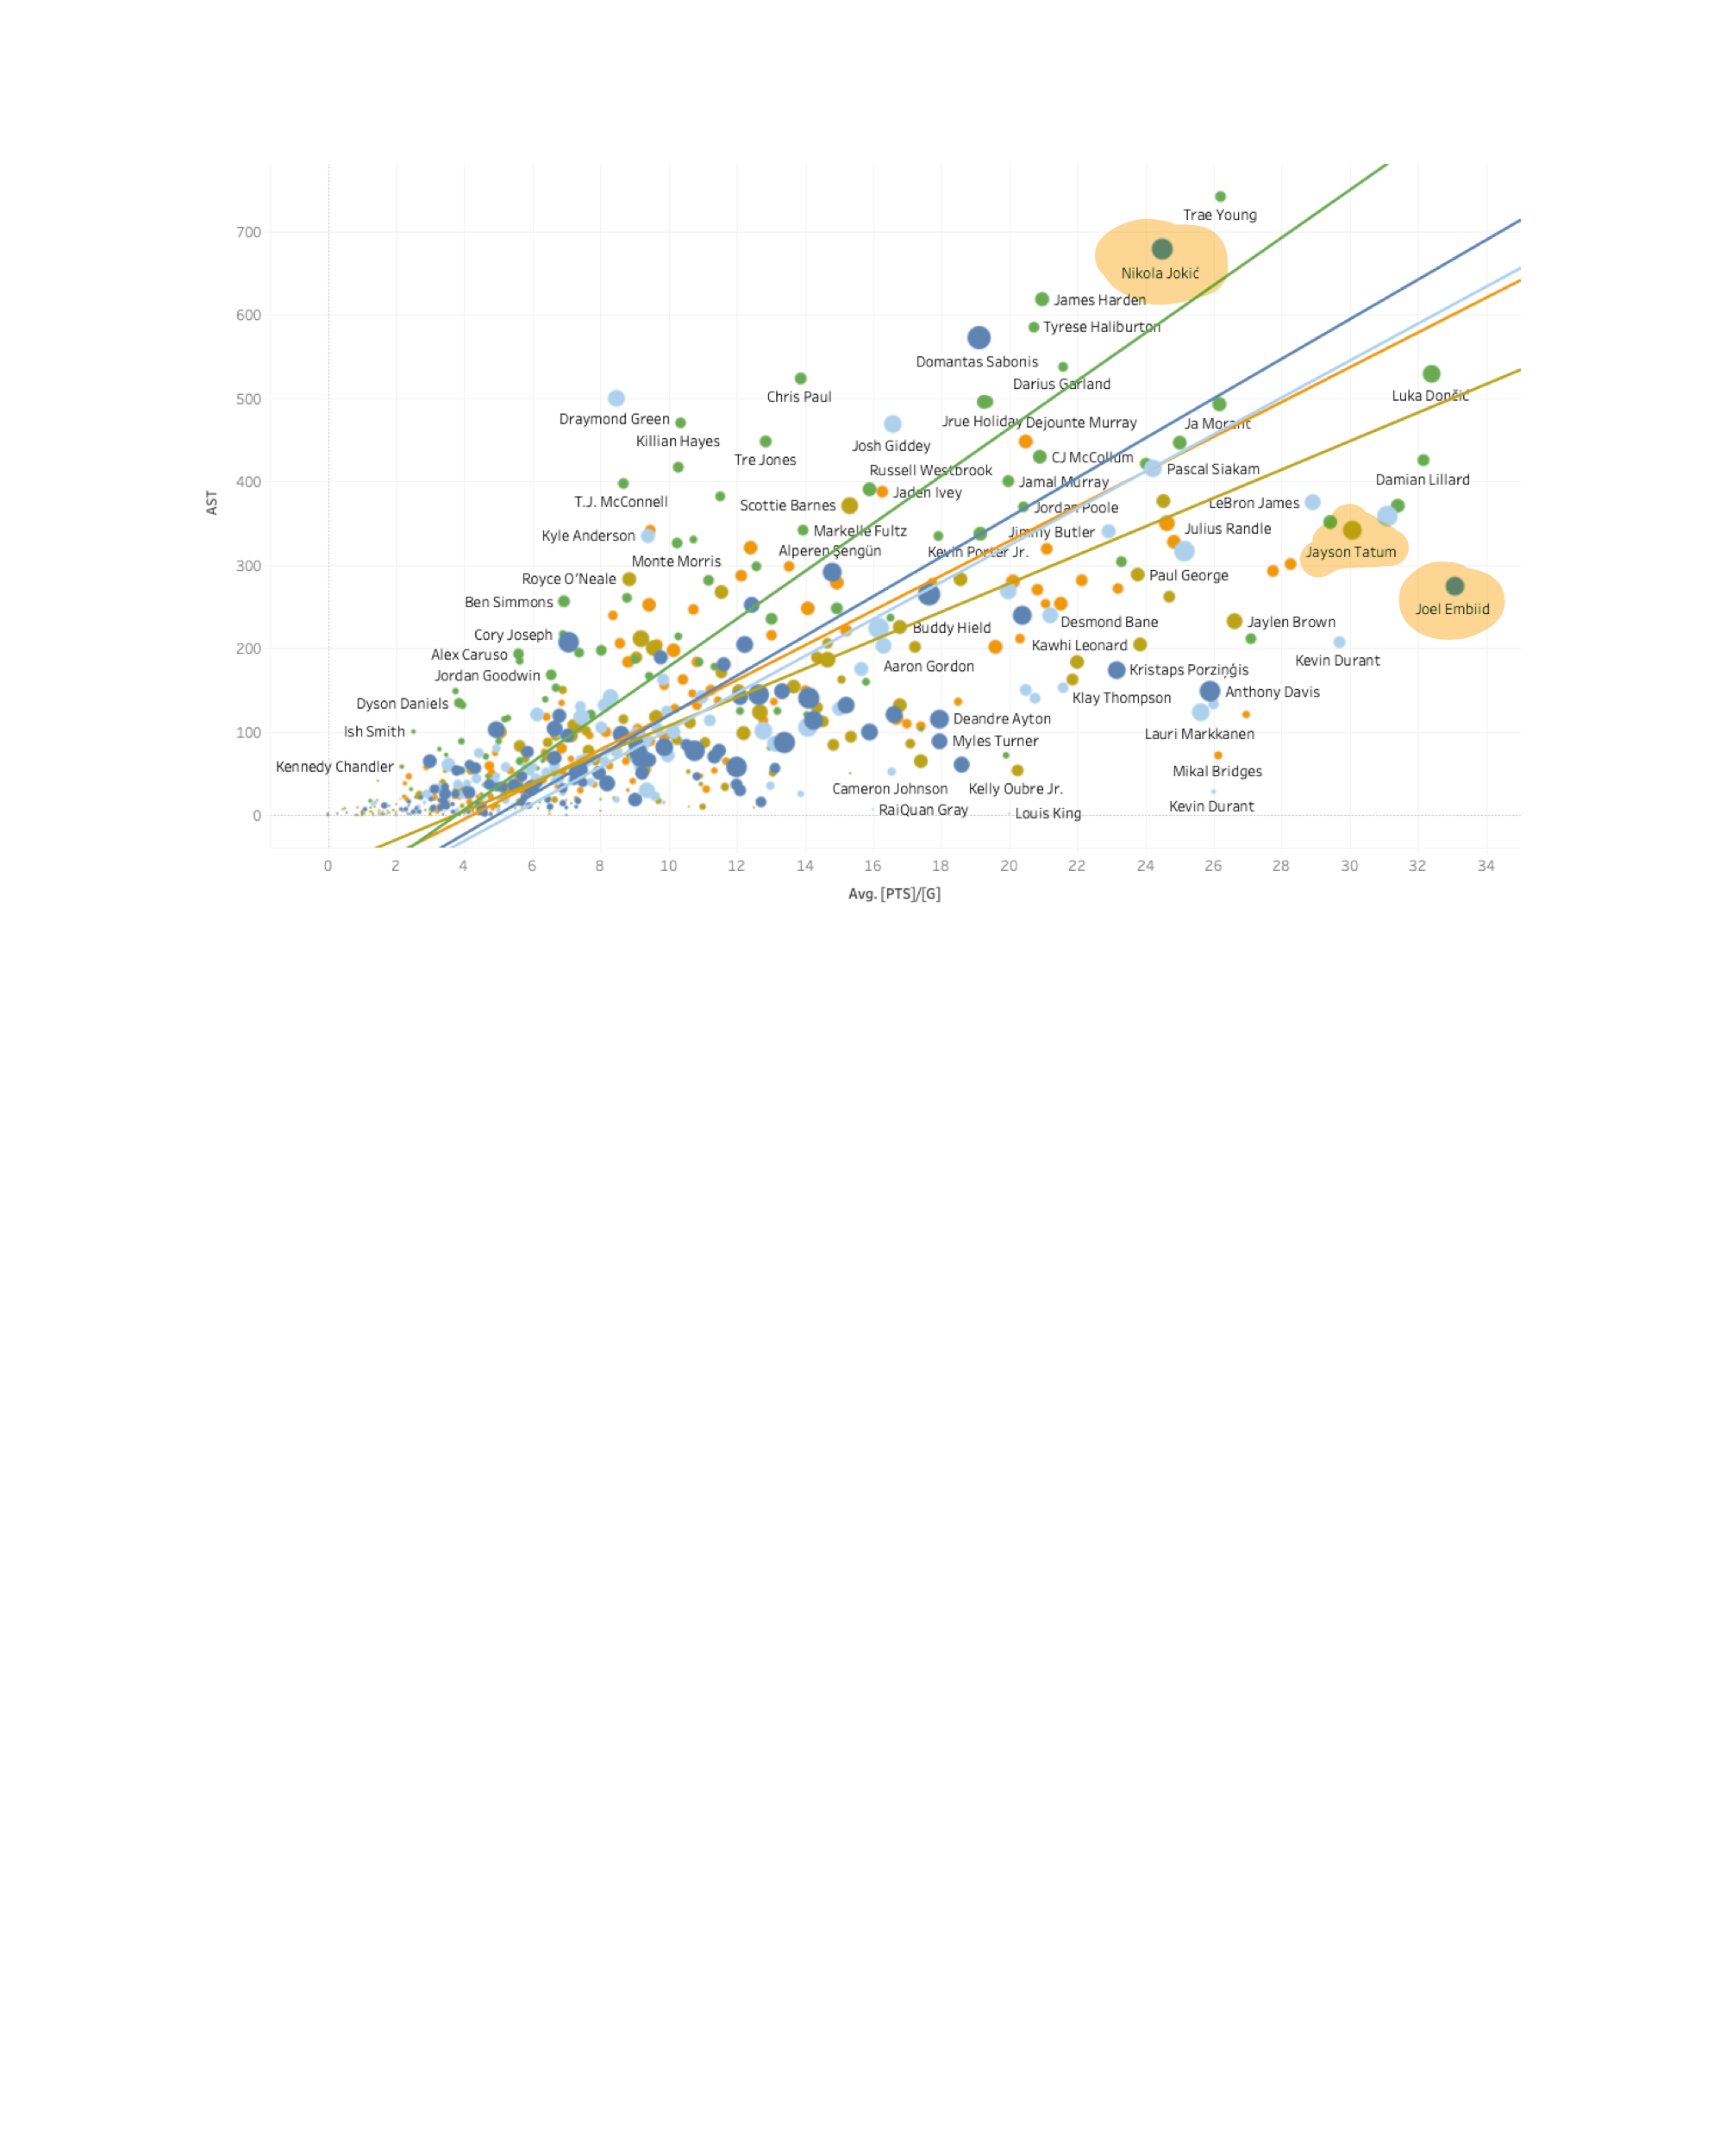 Trae Young
700
Nikola Jokić
James Harden
600
Tyrese Haliburton
Domantas Sabonis
Darius Garland
Chris Paul
Luka Dončić
500
Draymond Green
Jrue Holiday Dejounte Murray
Ja Morant
Killian Hayes
Josh Giddey
Tre Jones
CJ McCollum
Russell Westbrook
Pascal Siakam
400
Jamal Murray
Damian Lillard
Jaden Ivey
T.J. McConnell
Scottie Barnes
Jordan Poole
LeBron James
AST
Markelle Fultz
Jimmy Butler
Julius Randle
Kyle Anderson
Alperen Şengün
Kevin Porter Jr.
Jayson Tatum
Monte Morris
300
Royce O'Neale
Paul George
Ben Simmons
Joel Embiid
Desmond Bane
Jaylen Brown
Buddy Hield
Cory Joseph
200
Kawhi Leonard
Alex Caruso
Kevin Durant
Aaron Gordon
Kristaps Porziņģis
Jordan Goodwin
Anthony Davis
Klay Thompson
Dyson Daniels
Deandre Ayton
100
Ish Smith
Lauri Markkanen
Myles Turner
Kennedy Chandler
Mikal Bridges
Cameron Johnson
Kelly Oubre Jr.
Kevin Durant
RaiQuan Gray
Louis King
0
0 2 4 6 8 10 12 14 16 18 20 22 24 26 28 30 32 34
Avg. [PTS]/[G]